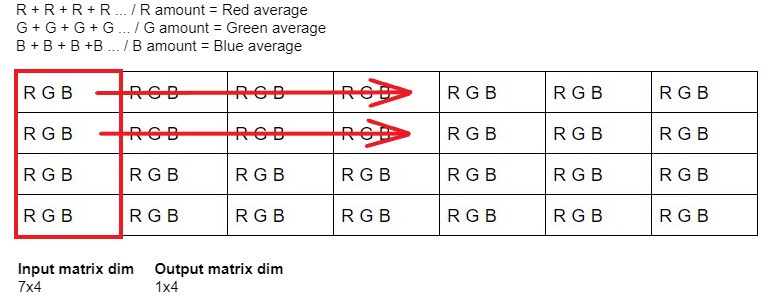 R + R + R + R ... / R amount = Red average
G + G + G + G ... / G amount = Green average
B + B + B +B ... / B amount = Blue average
R G B R G B R G B R G B R G B R G B R G B
R G B R G B R G B R G B R G B R G B R G B
R G B R G B R G B R G B R G B R G B R G B
R G B R G B R G B R G B R G B R G B R G B
Input matrix dim Output matrix dim
7x4 1x4